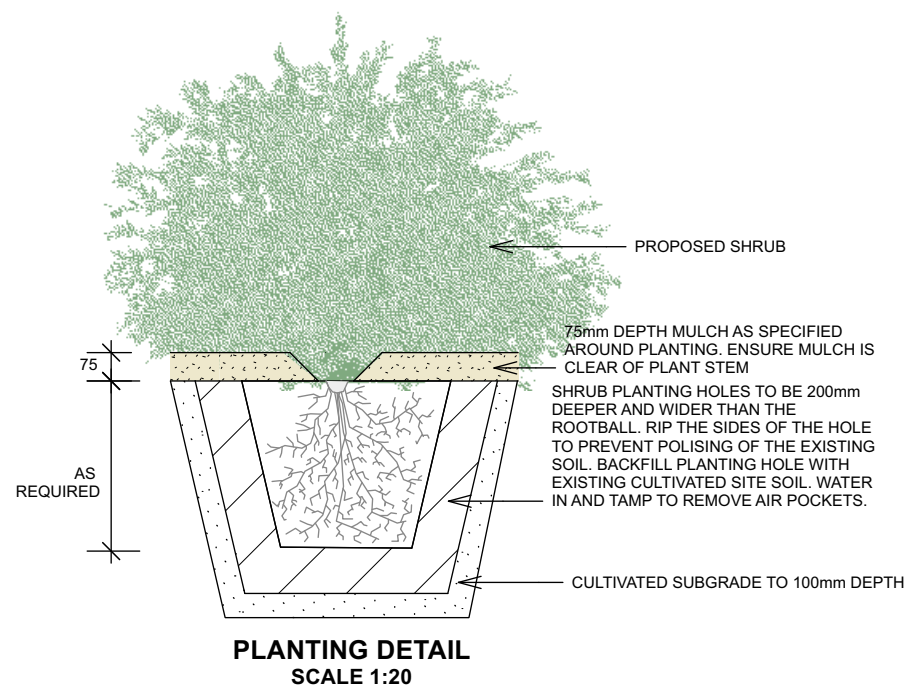 PROPOSED SHRUB
75mm DEPTH MULCH AS SPECIFIED
AROUND PLANTING. ENSURE MULCH IS
CLEAR OF PLANT STEM
75
SHRUB PLANTING HOLES TO BE 200mm
DEEPER AND WIDER THAN THE
ROOTBALL. RIP THE SIDES OF THE HOLE
TO PREVENT POLISING OF THE EXISTING
SOIL. BACKFILL PLANTING HOLE WITH
EXISTING CULTIVATED SITE SOIL. WATER
IN AND TAMP TO REMOVE AIR POCKETS.
AS
REQUIRED
CULTIVATED SUBGRADE TO 100mm DEPTH
PLANTING DETAIL
SCALE 1:20